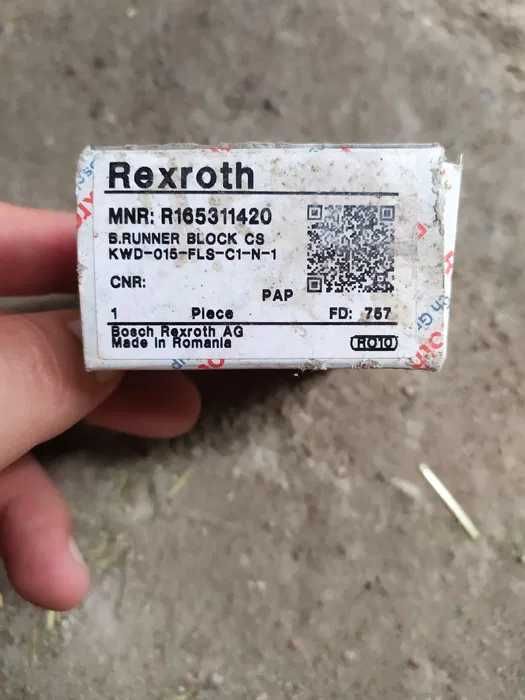 Rexroth
MNR: R165311420
B.RUNNER BLOCK CS
KWD-015-FLS-C1-N-1
CNR:
PAP
1 Piece FD: 757
Bosch Rexroth AG
Made in Romania
RO10